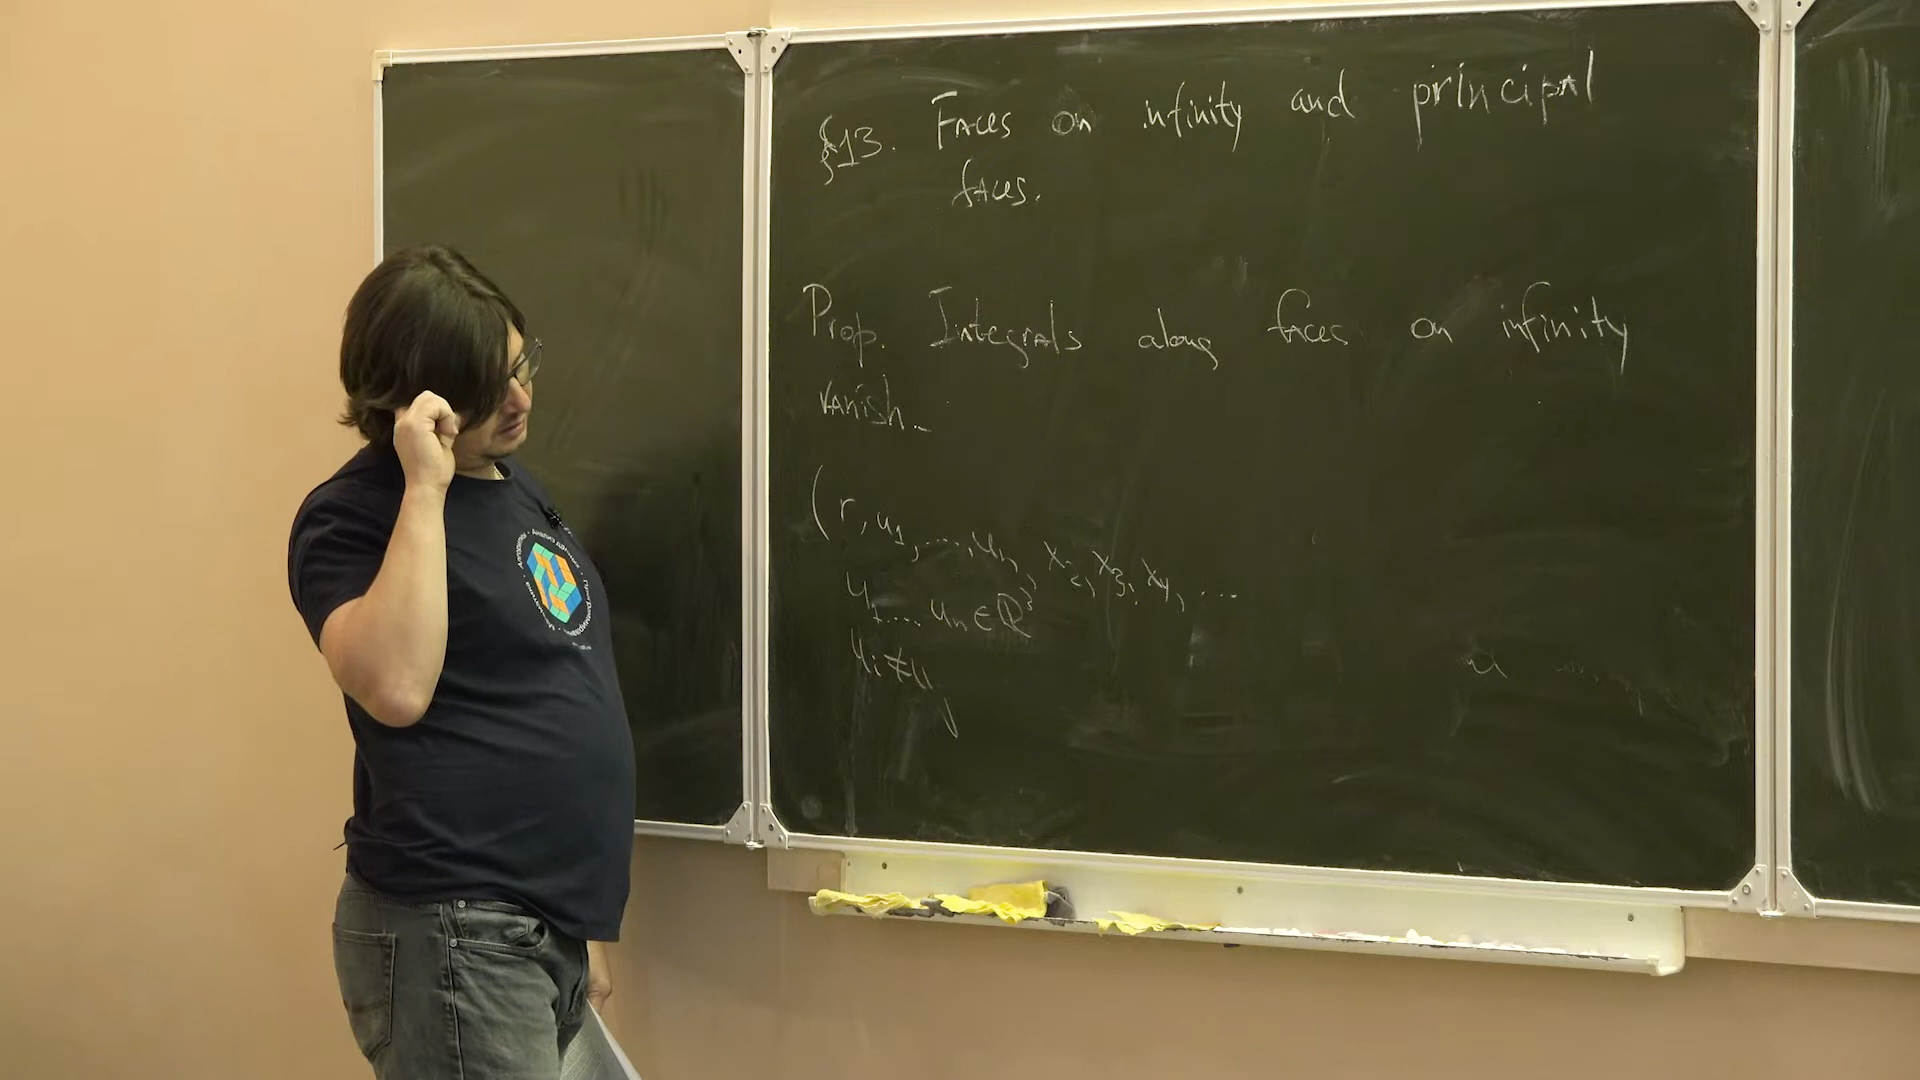 §13. Faces on infinity and principal
faces.
Prop. Integrals along faces on infinity
vanish.
(r, u₁, ..., uₙ, x₂, x₃, x₄, ...
u₁ .... uₙ ∈ ℝ³
uᵢ ≠ uⱼ